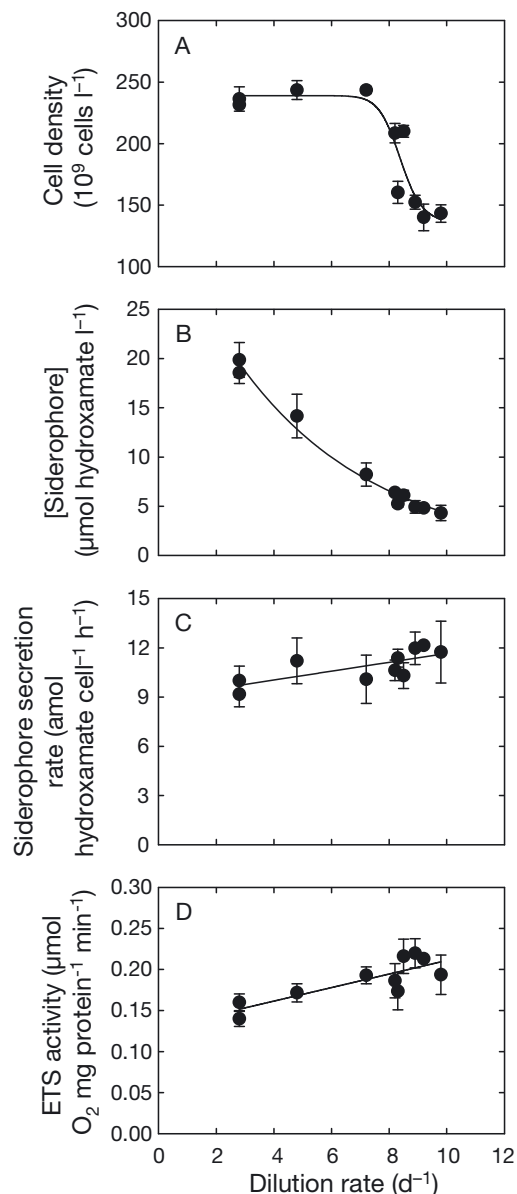 A
Cell density
(10⁹ cells l⁻¹)
300
250
200
150
100
B
[Siderophore]
(µmol hydroxamate l⁻¹)
25
20
15
10
5
0
C
Siderophore secretion
rate (amol
hydroxamate cell⁻¹ h⁻¹)
15
12
9
6
3
0
D
ETS activity (µmol
O₂ mg protein⁻¹ min⁻¹)
0.30
0.25
0.20
0.15
0.10
0.05
0.00
0 2 4 6 8 10 12
Dilution rate (d⁻¹)